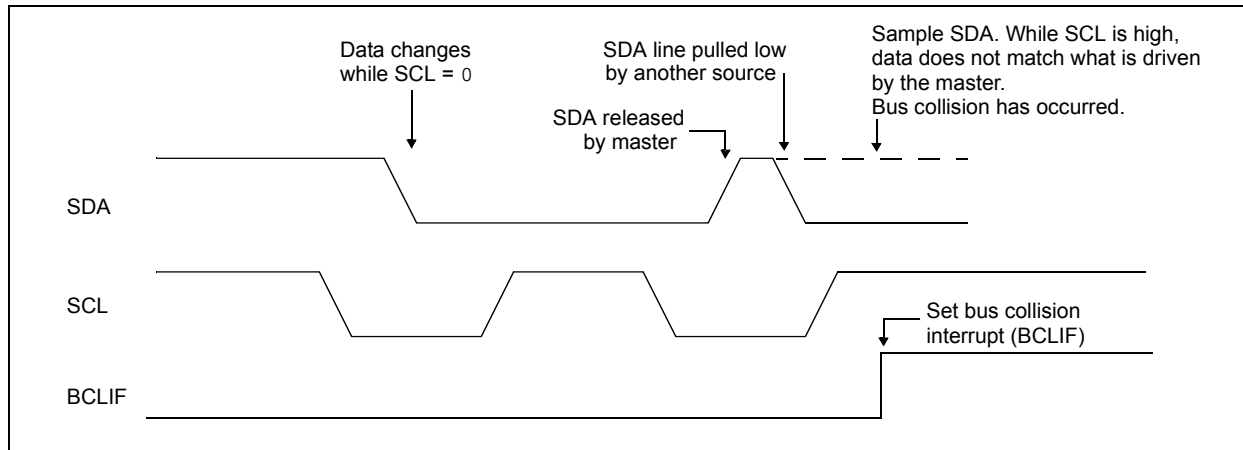 Data changes
while SCL = 0
SDA line pulled low
by another source
SDA released
by master
Sample SDA. While SCL is high,
data does not match what is driven
by the master.
Bus collision has occurred.
SDA
SCL
Set bus collision
interrupt (BCLIF)
BCLIF